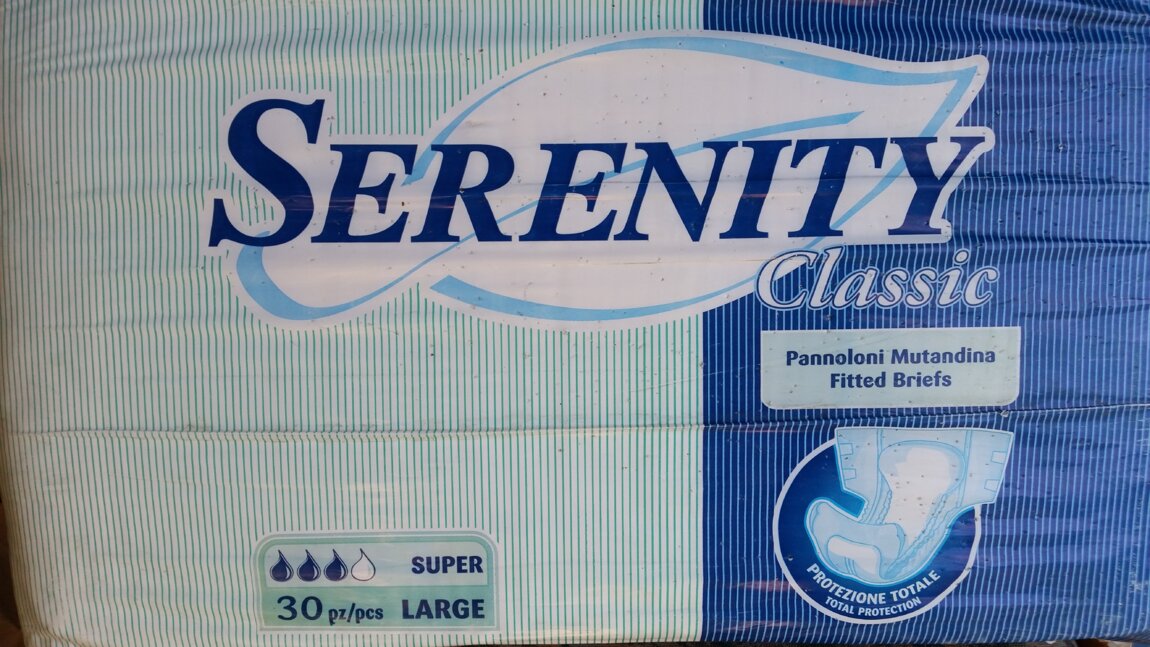 SERENITY
Classic
Pannoloni Mutandina
Fitted Briefs
PROTEZIONE TOTALE
TOTAL PROTECTION
SUPER
30 pz/pcs LARGE